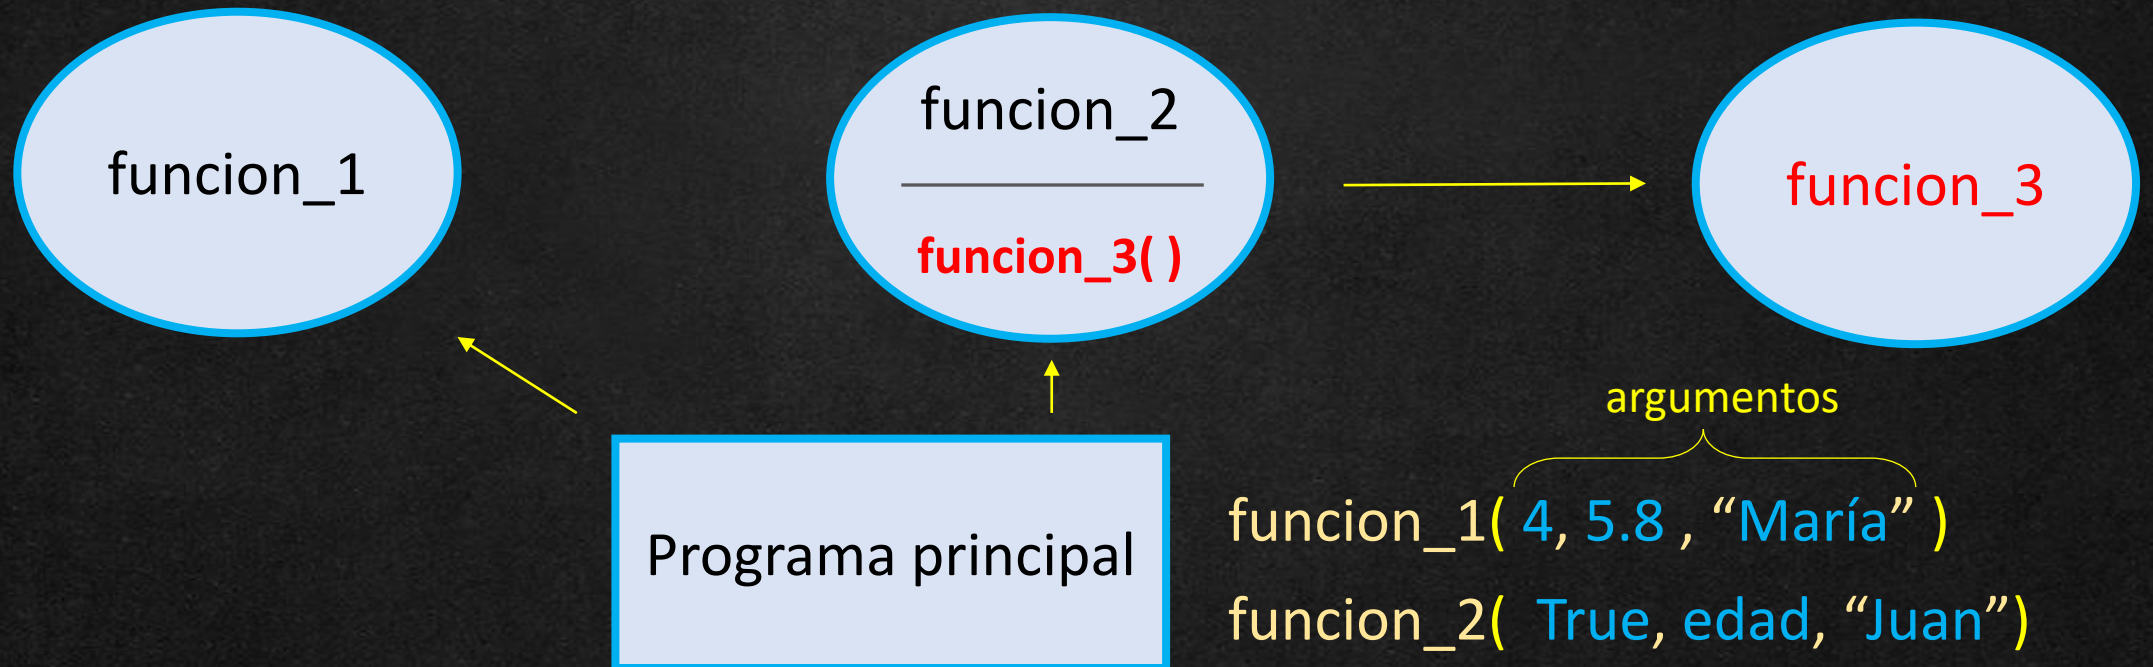 funcion_1
funcion_2
funcion_3( )
funcion_3
argumentos
Programa principal
funcion_1( 4, 5.8 , “María” )
funcion_2( True, edad, “Juan”)